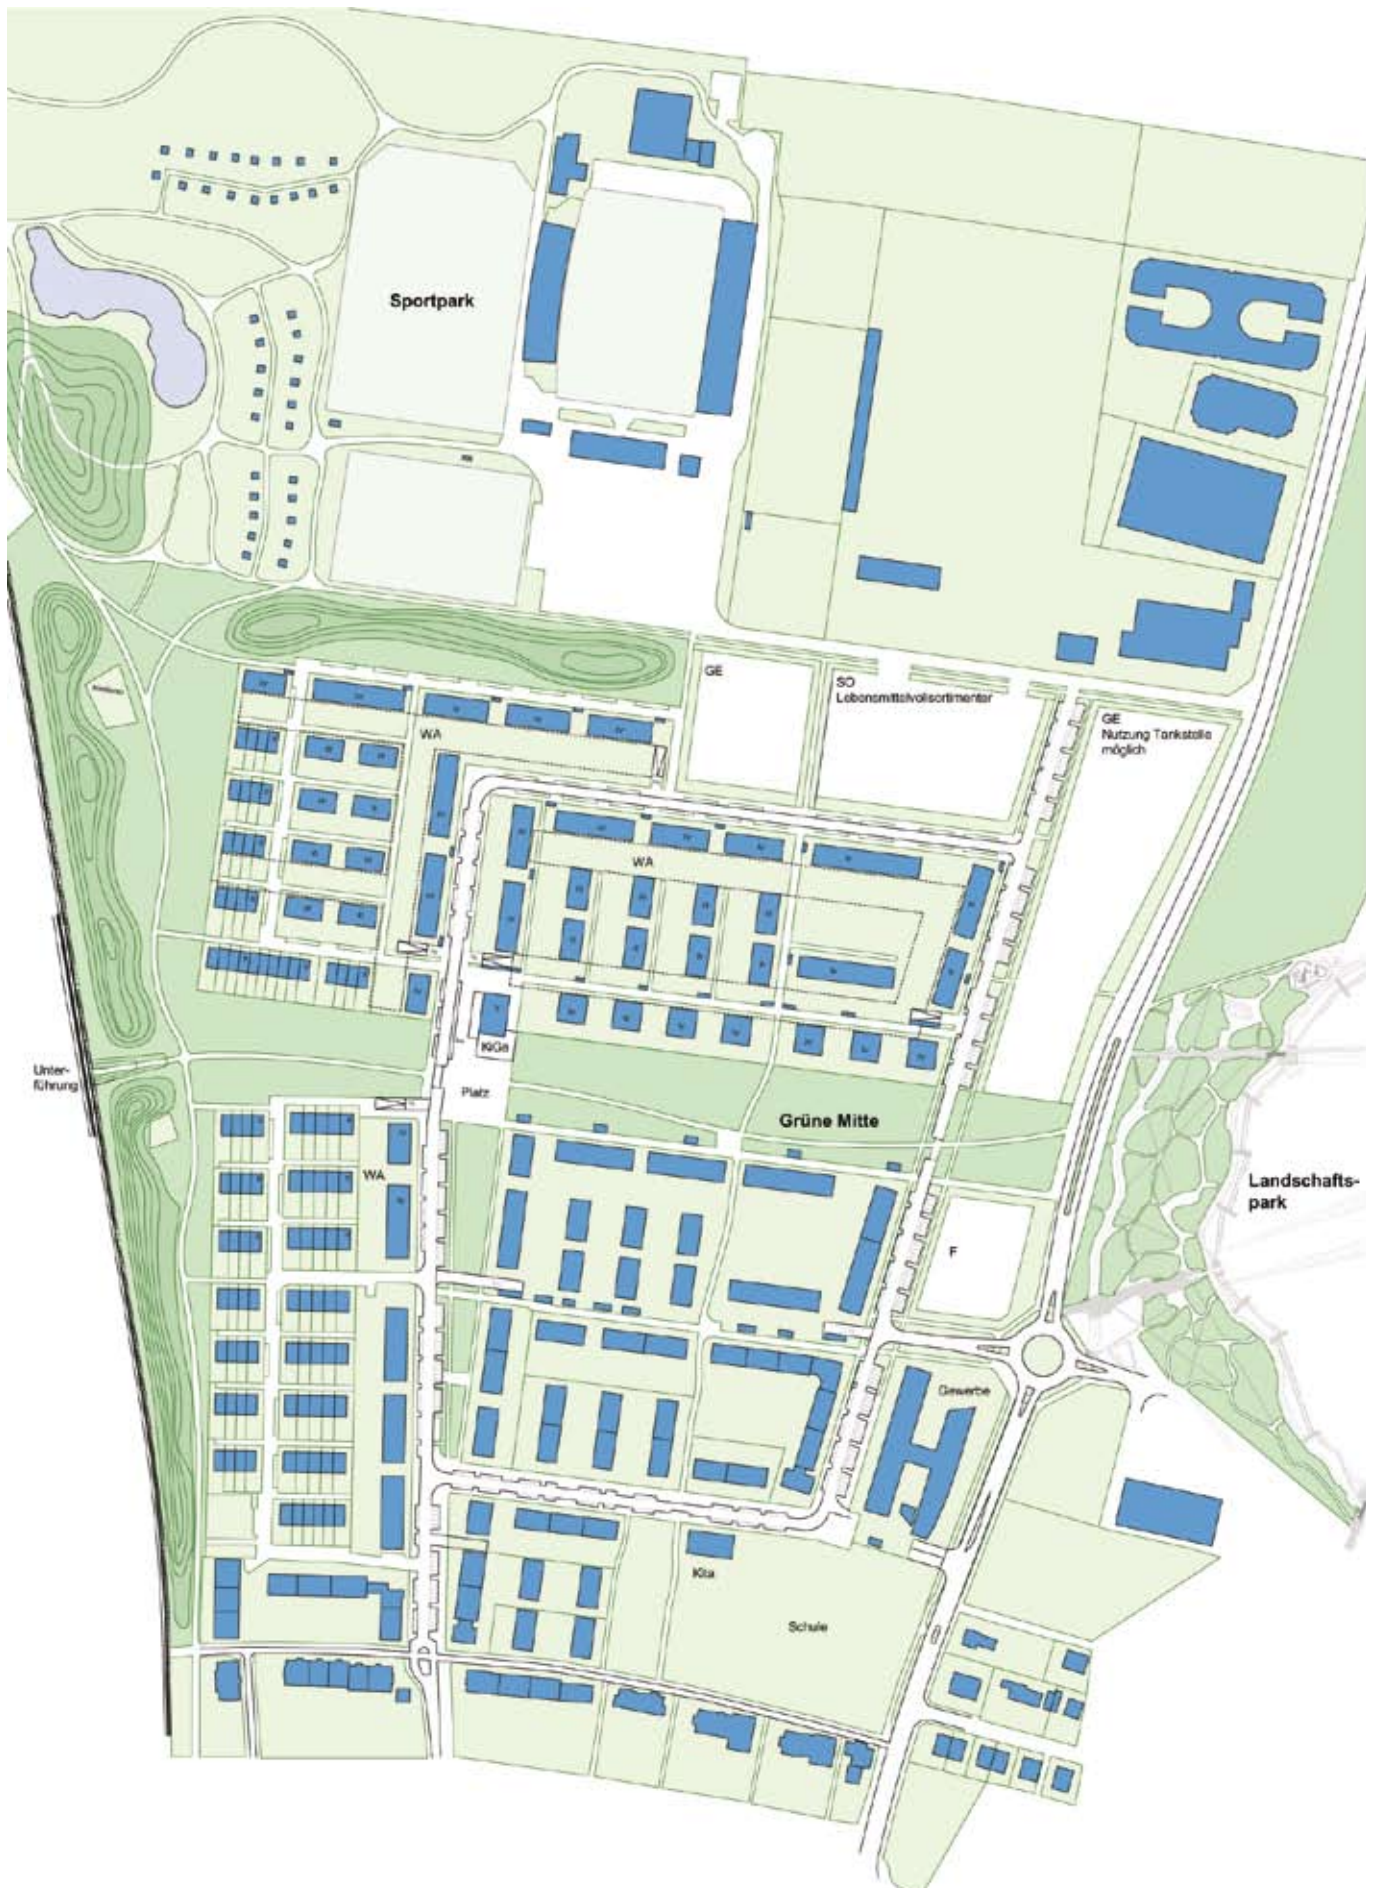 Sportpark
GE
SO
Lebensmittelvollsortimenter
GE
Nutzung Tankstelle
möglich
WA
WA
KiGa
Unter-
führung
Platz
Grüne Mitte
WA
Landschafts-
park
F
Gewerbe
Kita
Schule